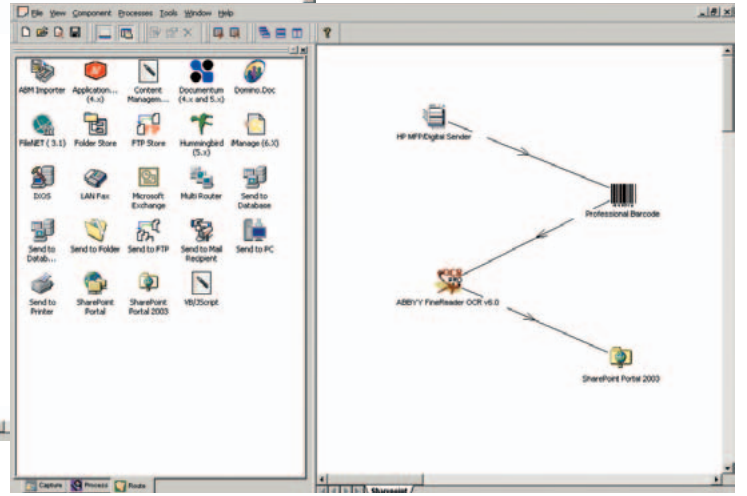 File View Component Processes Tools Window Help
ABM Importer
Application... (4.x)
Content Managem...
Documentum (4.x and 5.x)
Domino.Doc
FileNET ( 3.1)
Folder Store
FTP Store
Hummingbird (5.x)
iManage (6.X)
DIOS
LAN Fax
Microsoft Exchange
Multi Router
Send to Database
Send to Datab...
Send to Folder
Send to FTP
Send to Mail Recipient
Send to PC
Send to Printer
SharePoint Portal
SharePoint Portal 2003
VB/JScript
Capture
Process
Route
HP MFP/Digital Sender
Professional Barcode
OCR
PRO
ABBYY FineReader OCR v6.0
SharePoint Portal 2003
Sharepoint